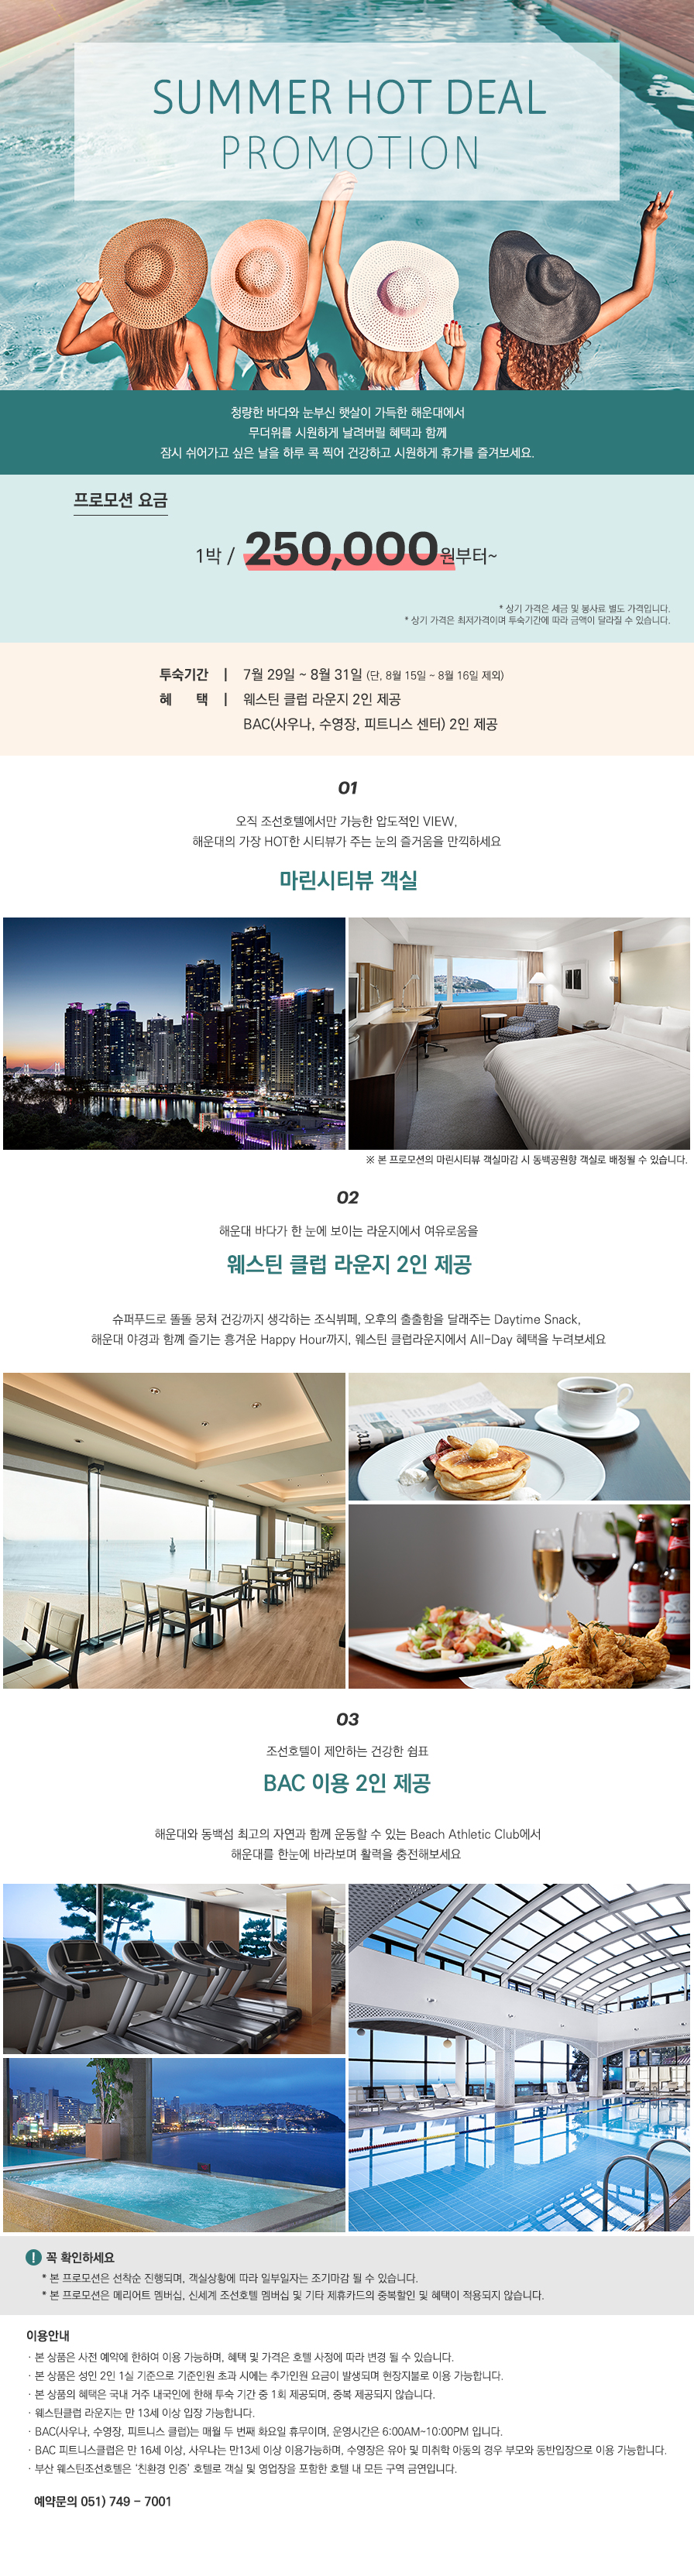 SUMMER HOT DEAL
PROMOTION
청량한 바다와 눈부신 햇살이 가득한 해운대에서
무더위를 시원하게 날려버릴 혜택과 함께
잠시 쉬어가고 싶은 날을 하루 콕 찍어 건강하고 시원하게 휴가를 즐겨보세요.
프로모션 요금
1박 / 250,000원부터~
* 상기 가격은 세금 및 봉사료 별도 가격입니다.
* 상기 가격은 최저가격이며 투숙기간에 따라 금액이 달라질 수 있습니다.
투숙기간 | 7월 29일 ~ 8월 31일 (단, 8월 15일 ~ 8월 16일 제외)
혜 택 | 웨스틴 클럽 라운지 2인 제공
BAC(사우나, 수영장, 피트니스 센터) 2인 제공
01
오직 조선호텔에서만 가능한 압도적인 VIEW,
해운대의 가장 HOT한 시티뷰가 주는 눈의 즐거움을 만끽하세요
마린시티뷰 객실
※ 본 프로모션의 마린시티뷰 객실마감 시 동백공원향 객실로 배정될 수 있습니다.
02
해운대 바다가 한 눈에 보이는 라운지에서 여유로움을
웨스틴 클럽 라운지 2인 제공
슈퍼푸드로 똘똘 뭉쳐 건강까지 생각하는 조식뷔페, 오후의 출출함을 달래주는 Daytime Snack,
해운대 야경과 함께 즐기는 흥겨운 Happy Hour까지, 웨스틴 클럽라운지에서 All-Day 혜택을 누려보세요
03
조선호텔이 제안하는 건강한 쉼표
BAC 이용 2인 제공
해운대와 동백섬 최고의 자연과 함께 운동할 수 있는 Beach Athletic Club에서
해운대를 한눈에 바라보며 활력을 충전해보세요
! 꼭 확인하세요
* 본 프로모션은 선착순 진행되며, 객실상황에 따라 일부일자는 조기마감 될 수 있습니다.
* 본 프로모션은 메리어트 멤버십, 신세계 조선호텔 멤버십 및 기타 제휴카드의 중복할인 및 혜택이 적용되지 않습니다.
이용안내
· 본 상품은 사전 예약에 한하여 이용 가능하며, 혜택 및 가격은 호텔 사정에 따라 변경 될 수 있습니다.
· 본 상품은 성인 2인 1실 기준으로 기준인원 초과 시에는 추가인원 요금이 발생되며 현장지불로 이용 가능합니다.
· 본 상품의 혜택은 국내 거주 내국인에 한해 투숙 기간 중 1회 제공되며, 중복 제공되지 않습니다.
· 웨스틴클럽 라운지는 만 13세 이상 입장 가능합니다.
· BAC(사우나, 수영장, 피트니스 클럽)는 매월 두 번째 화요일 휴무이며, 운영시간은 6:00AM~10:00PM 입니다.
· BAC 피트니스클럽은 만 16세 이상, 사우나는 만13세 이상 이용가능하며, 수영장은 유아 및 미취학 아동의 경우 부모와 동반입장으로 이용 가능합니다.
· 부산 웨스틴조선호텔은 ‘친환경 인증’ 호텔로 객실 및 영업장을 포함한 호텔 내 모든 구역 금연입니다.
예약문의 051) 749 - 7001